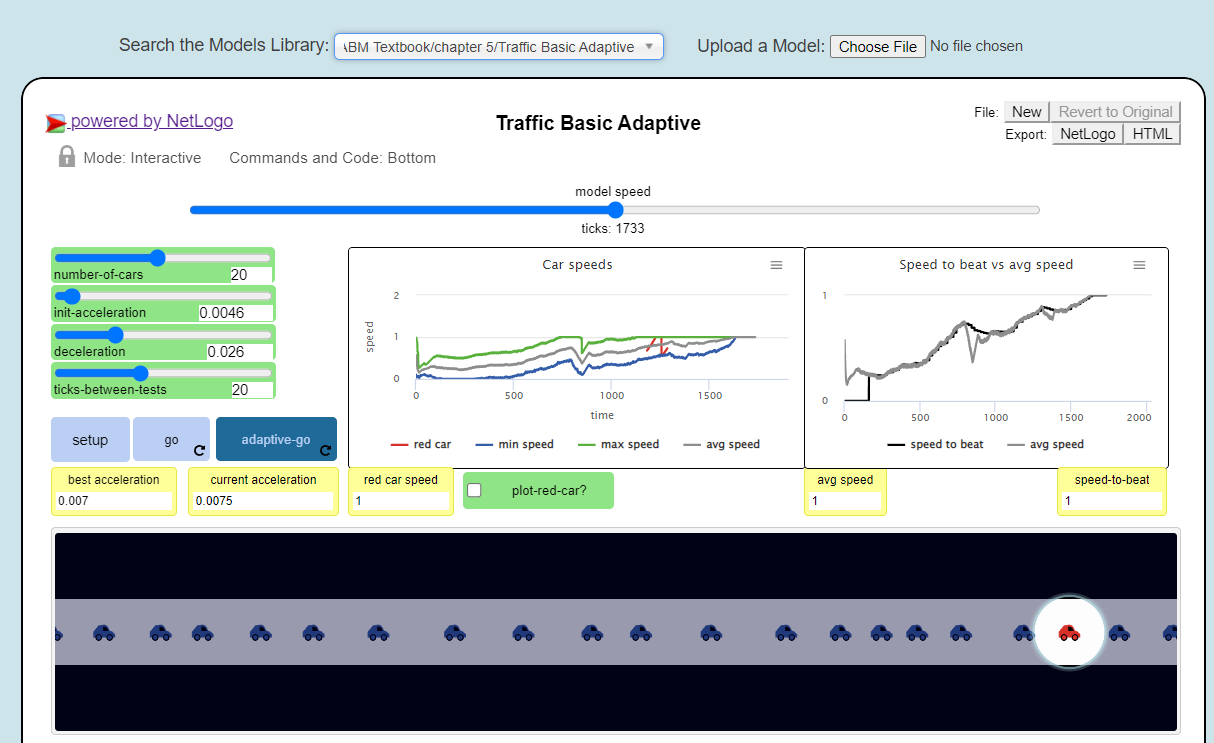 Search the Models Library: ABM Textbook/chapter 5/Traffic Basic Adaptive Upload a Model: Choose File No file chosen
powered by NetLogo
Traffic Basic Adaptive
File: New Revert to Original
Export: NetLogo HTML
Mode: Interactive Commands and Code: Bottom
model speed
ticks: 1733
number-of-cars 20
init-acceleration 0.0046
deceleration 0.026
ticks-between-tests 20
setup
go
adaptive-go
best acceleration
0.007
current acceleration
0.0075
Car speeds
speed
2
1
0
0 500 1000 1500
time
red car min speed max speed avg speed
red car speed
1
plot-red-car?
Speed to beat vs avg speed
1
0
0 500 1000 1500 2000
speed to beat avg speed
avg speed
1
speed-to-beat
1